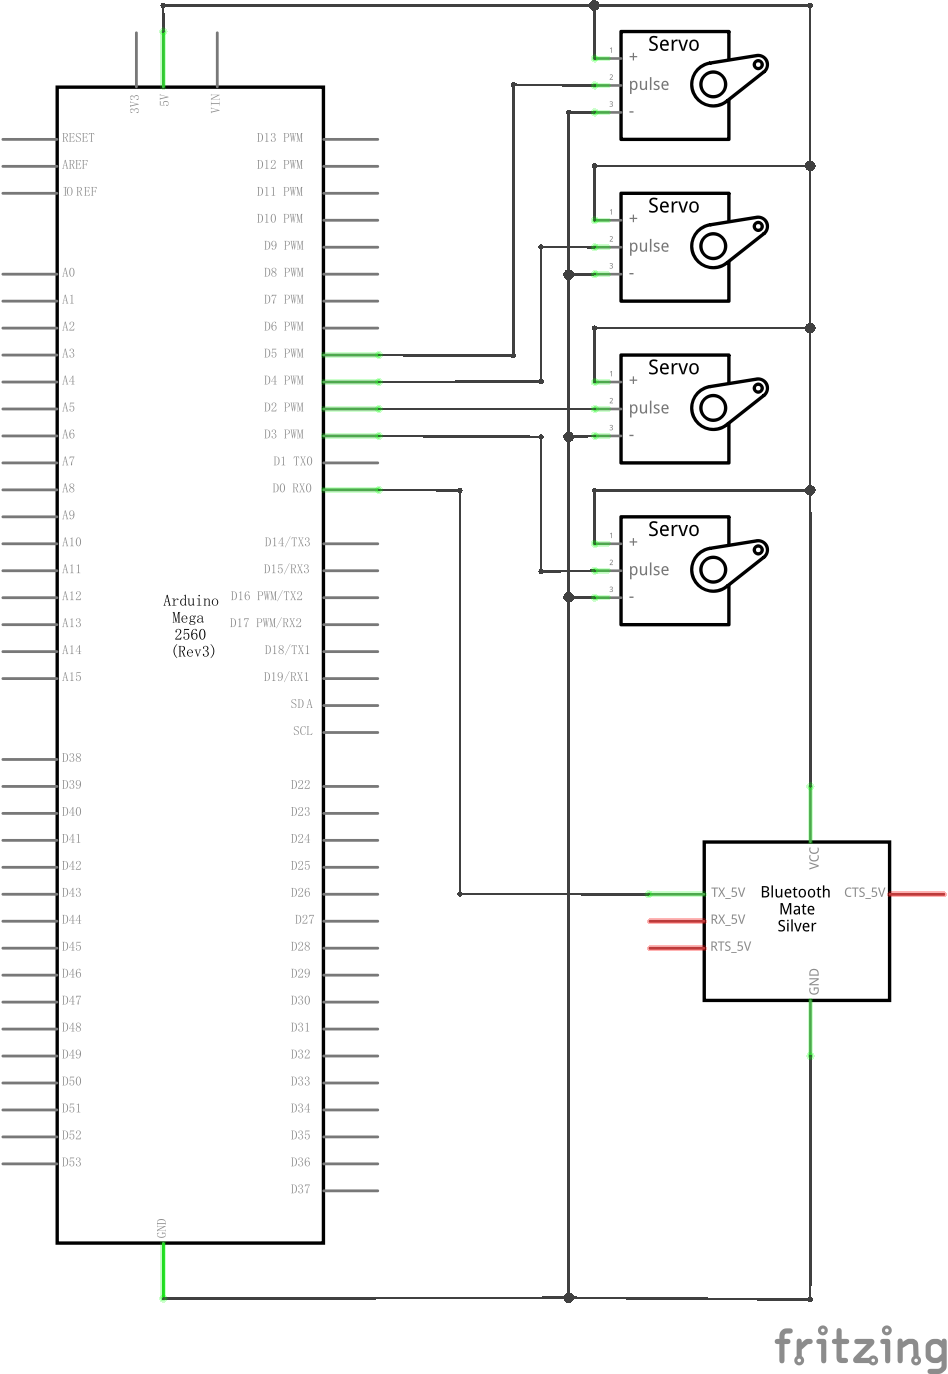 3V3
5V
VIN
RESET
AREF
IO REF
A0
A1
A2
A3
A4
A5
A6
A7
A8
A9
A10
A11
A12
A13
A14
A15
D38
D39
D40
D41
D42
D43
D44
D45
D46
D47
D48
D49
D50
D51
D52
D53
D13 PWM
D12 PWM
D11 PWM
D10 PWM
D9 PWM
D8 PWM
D7 PWM
D6 PWM
D5 PWM
D4 PWM
D2 PWM
D3 PWM
D1 TX0
D0 RX0
D14/TX3
D15/RX3
D16 PWM/TX2
D17 PWM/RX2
D18/TX1
D19/RX1
SDA
SCL
D22
D23
D24
D25
D26
D27
D28
D29
D30
D31
D32
D33
D34
D35
D36
D37
Arduino
Mega
2560
(Rev3)
GND
Servo
1 +
2 pulse
3 -
Servo
1 +
2 pulse
3 -
Servo
1 +
2 pulse
3 -
Servo
1 +
2 pulse
3 -
VCC
TX_5V
RX_5V
RTS_5V
Bluetooth
Mate
Silver
CTS_5V
GND
fritzing